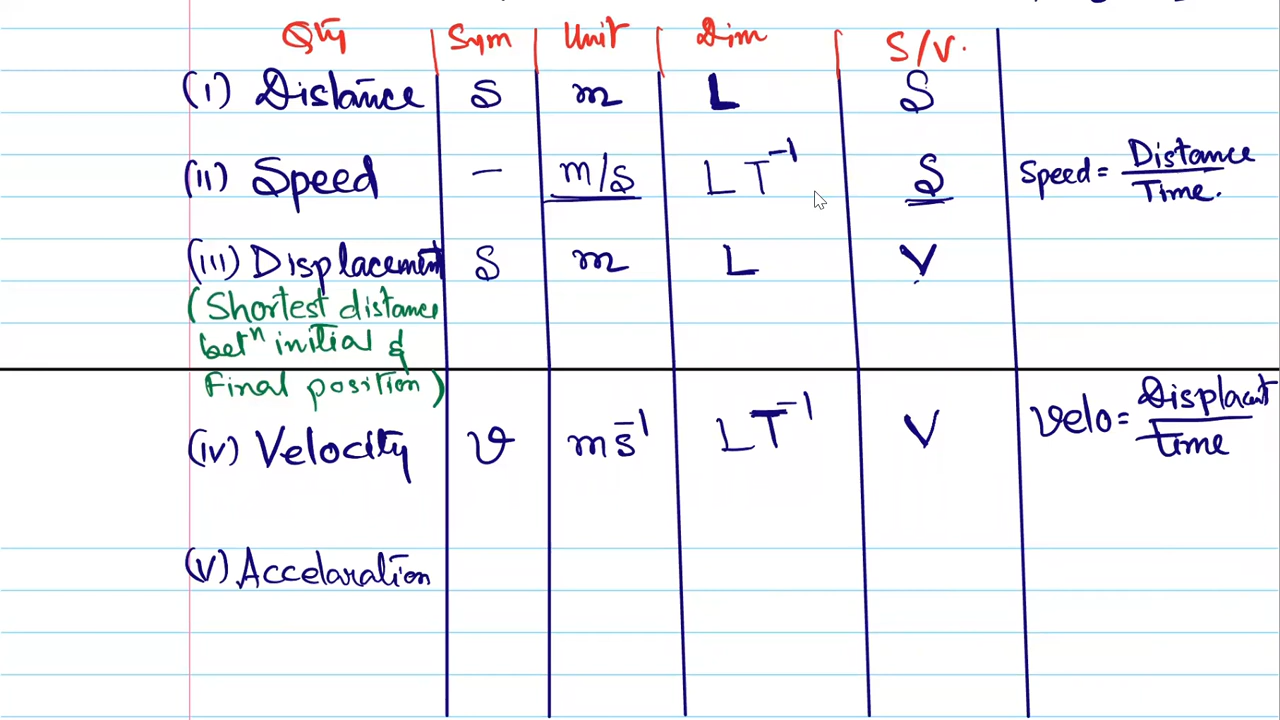 Qty Sym Unit Dim S/V.
(i) Distance S m L S
(ii) Speed – m/s LT⁻¹ S Speed = Distance / Time.
(iii) Displacement S m L V
(Shortest distance
betⁿ initial &
Final position)
(iv) Velocity v ms⁻¹ LT⁻¹ V Velo = Displacnt / Time
(V) Accelaration